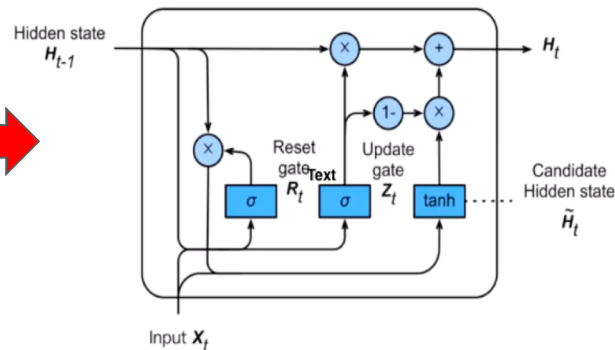 Hidden state
H_{t-1}
×
+
H_t
1-
×
×
Reset
gate
R_t
Text
Update
gate
Z_t
σ
σ
tanh
Candidate
Hidden state
H̃_t
Input X_t